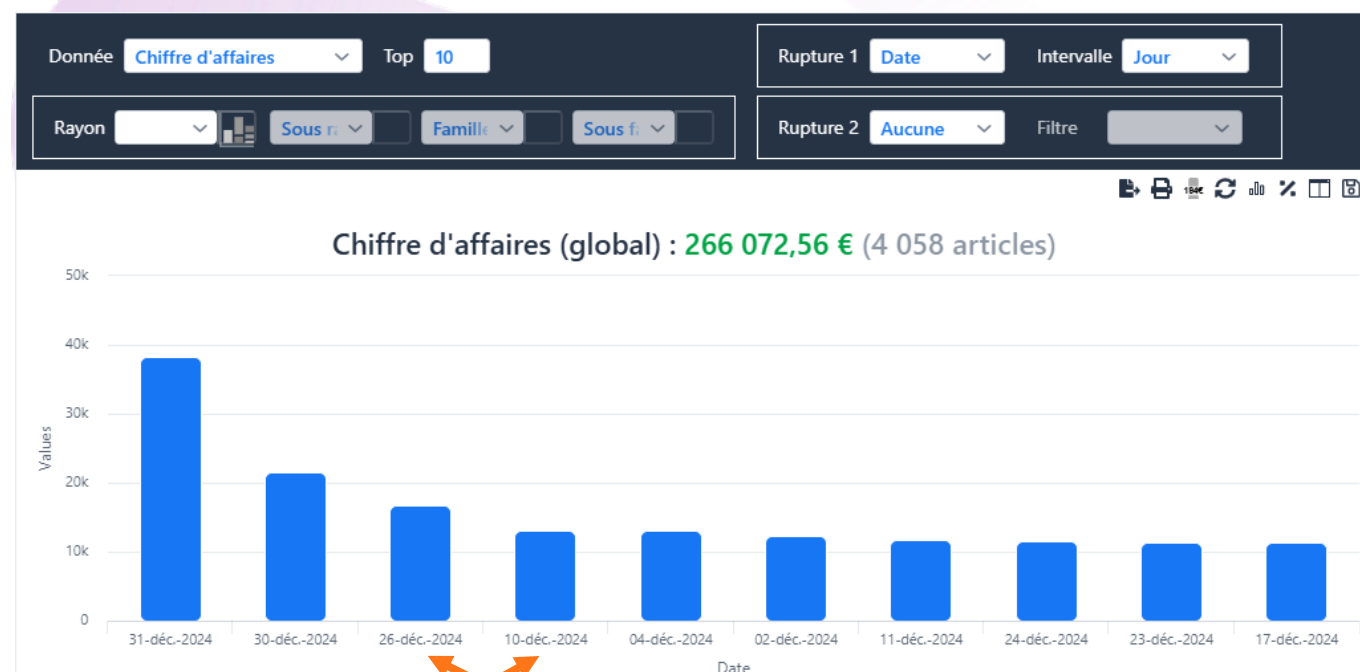 Donnée Chiffre d'affaires Top 10 Rupture 1 Date Intervalle Jour
Rayon Sous Famille Sous Rupture 2 Aucune Filtre
184€
Chiffre d'affaires (global) : 266 072,56 € (4 058 articles)
50k
40k
30k
20k
10k
0
Values
31-déc.-2024 30-déc.-2024 26-déc.-2024 10-déc.-2024 04-déc.-2024 02-déc.-2024 11-déc.-2024 24-déc.-2024 23-déc.-2024 17-déc.-2024
Date